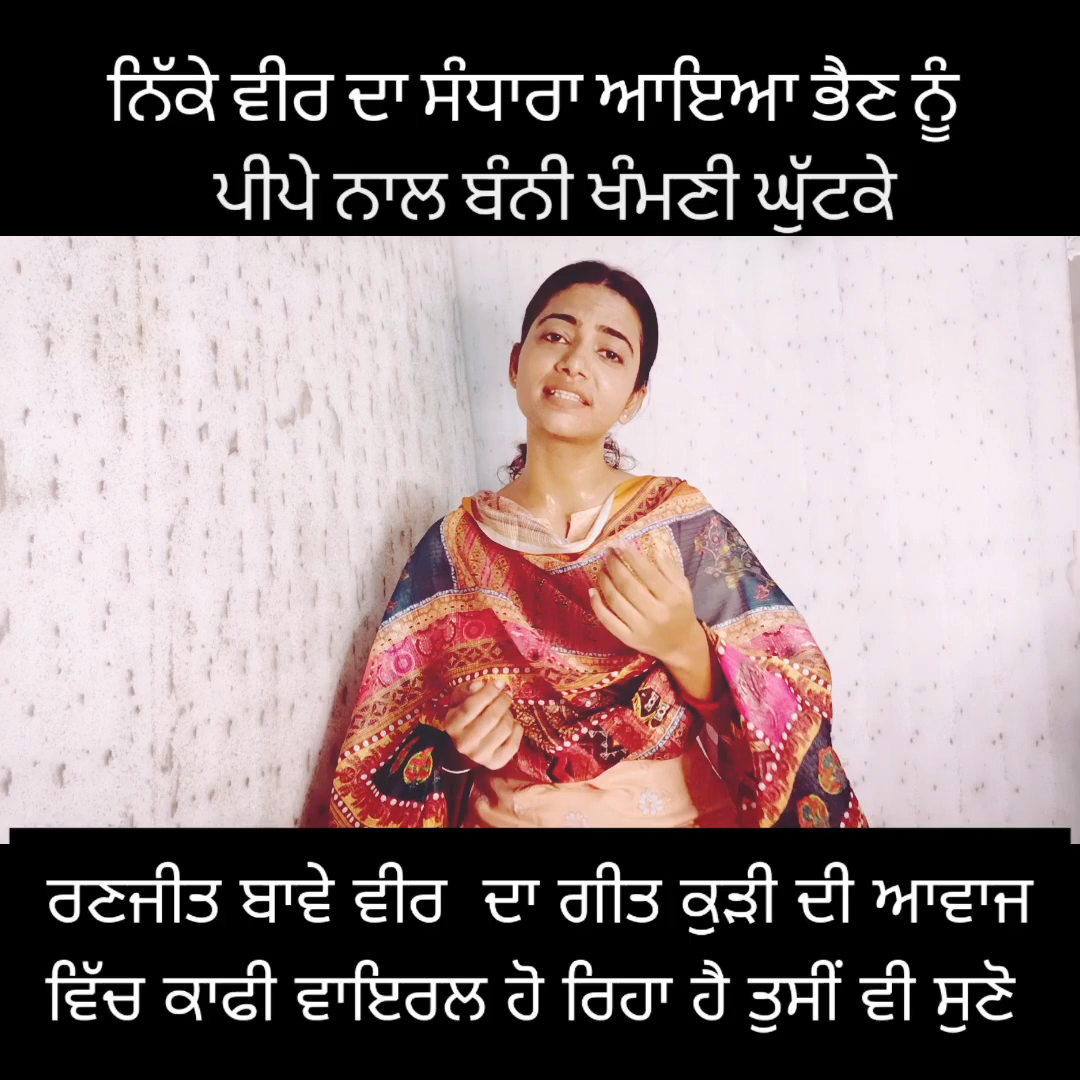 ਨਿੱਕੇ ਵੀਰ ਦਾ ਸੰਧਾਰਾ ਆਇਆ ਭੈਣ ਨੂੰ
ਪੀਪੇ ਨਾਲ ਬੰਨੀ ਖੰਮਣੀ ਘੁੱਟਕੇ
ਰਣਜੀਤ ਬਾਵੇ ਵੀਰ ਦਾ ਗੀਤ ਕੁੜੀ ਦੀ ਆਵਾਜ
ਵਿੱਚ ਕਾਫੀ ਵਾਇਰਲ ਹੋ ਰਿਹਾ ਹੈ ਤੁਸੀਂ ਵੀ ਸੁਣੋ